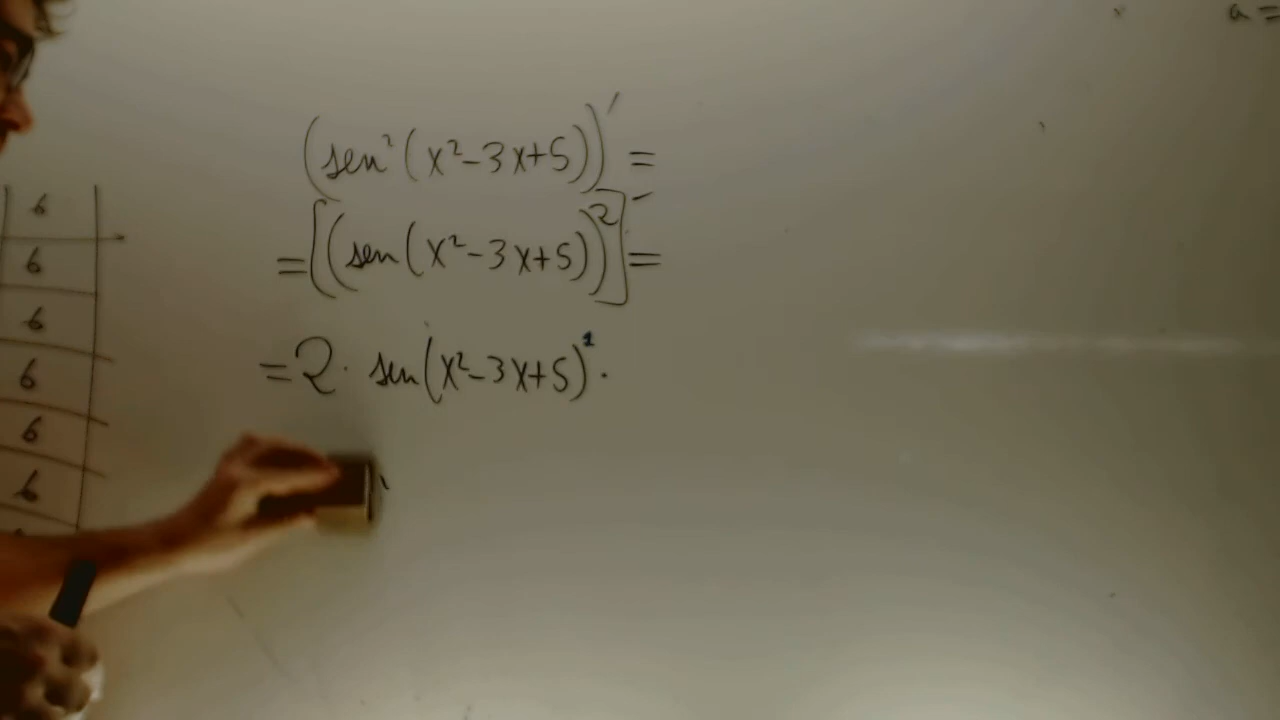 a =
(sen²(x²-3x+5))' =
= [(sen(x²-3x+5))²]' =
= 2· sen(x²-3x+5)¹·
6
6
6
6
6
6